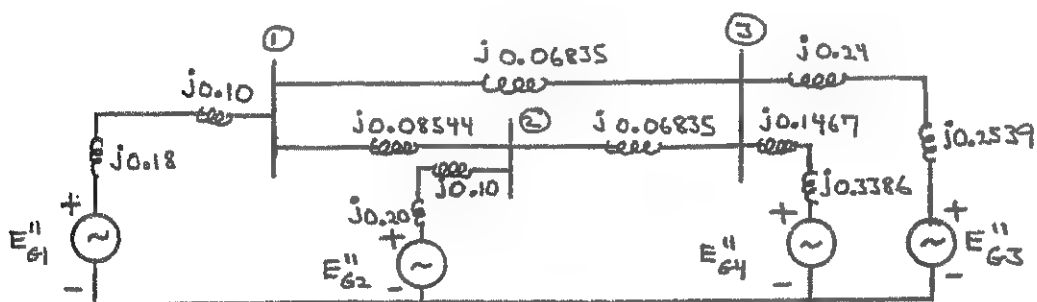 ① ③
j0.06835 j0.24
j0.10
j0.08544 ② j0.06835 j0.1467
j0.18 j0.10 j0.2539
j0.20 j0.3386
+ + + +
E"G1 E"G2 E"G4 E"G3
- - - -